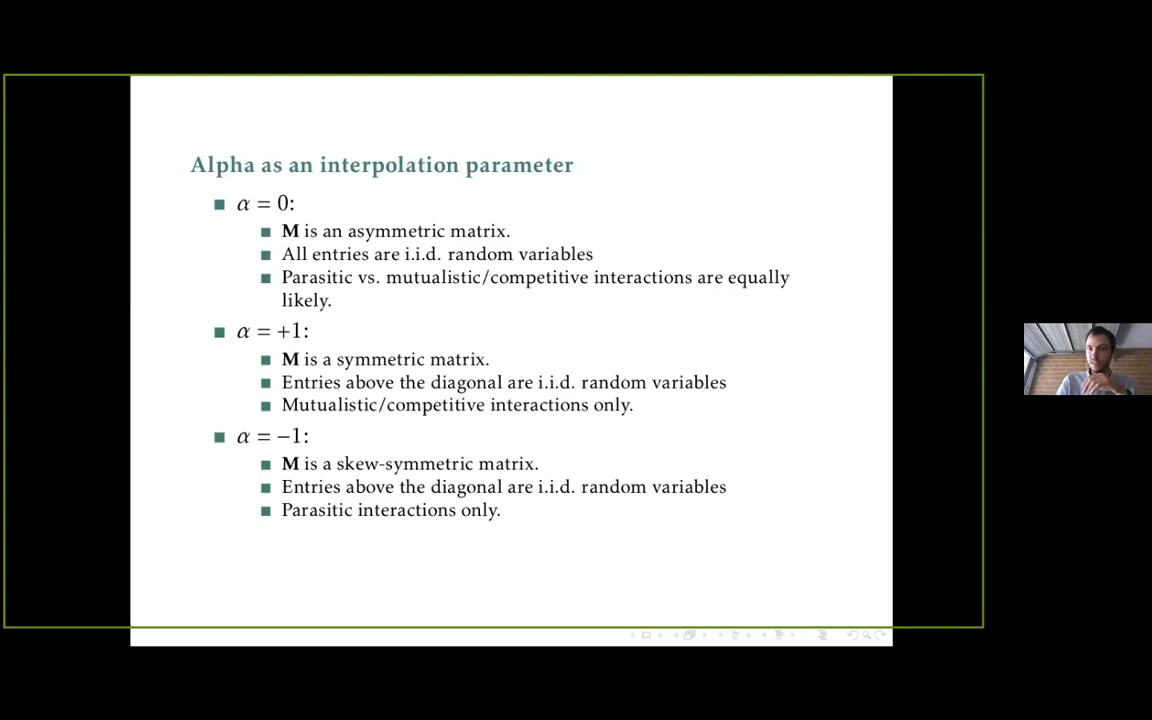 Alpha as an interpolation parameter
α = 0:
M is an asymmetric matrix.
All entries are i.i.d. random variables
Parasitic vs. mutualistic/competitive interactions are equally
likely.
α = +1:
M is a symmetric matrix.
Entries above the diagonal are i.i.d. random variables
Mutualistic/competitive interactions only.
α = −1:
M is a skew-symmetric matrix.
Entries above the diagonal are i.i.d. random variables
Parasitic interactions only.